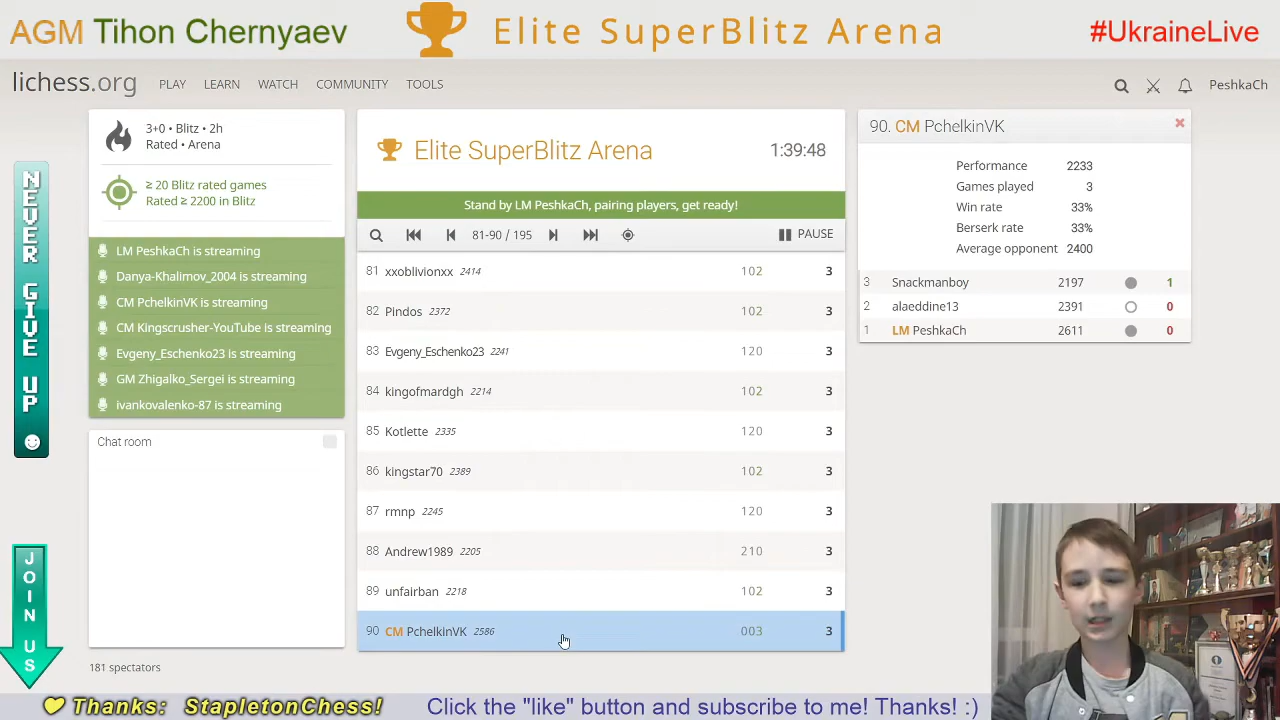 AGM Tihon Chernyaev
Elite SuperBlitz Arena
#UkraineLive
lichess.org
PLAY LEARN WATCH COMMUNITY TOOLS
PeshkaCh
NEVER GIVE UP
JOIN US
3+0 • Blitz • 2h
Rated • Arena
≥ 20 Blitz rated games
Rated ≥ 2200 in Blitz
LM PeshkaCh is streaming
Danya-Khalimov_2004 is streaming
CM PchelkinVK is streaming
CM Kingscrusher-YouTube is streaming
Evgeny_Eschenko23 is streaming
GM Zhigalko_Sergei is streaming
ivankovalenko-87 is streaming
Chat room
181 spectators
Elite SuperBlitz Arena 1:39:48
Stand by LM PeshkaCh, pairing players, get ready!
81-90 / 195 PAUSE
81 xxoblivionxx 2414 102 3
82 Pindos 2372 102 3
83 Evgeny_Eschenko23 2241 120 3
84 kingofmardgh 2214 102 3
85 Kotlette 2335 120 3
86 kingstar70 2389 102 3
87 rmnp 2245 120 3
88 Andrew1989 2205 210 3
89 unfairban 2218 102 3
90 CM PchelkinVK 2586 003 3
90. CM PchelkinVK
Performance 2233
Games played 3
Win rate 33%
Berserk rate 33%
Average opponent 2400
3 Snackmanboy 2197 1
2 alaeddine13 2391 0
1 LM PeshkaCh 2611 0
Thanks: StapletonChess!
Click the "like" button and subscribe to me! Thanks! :)